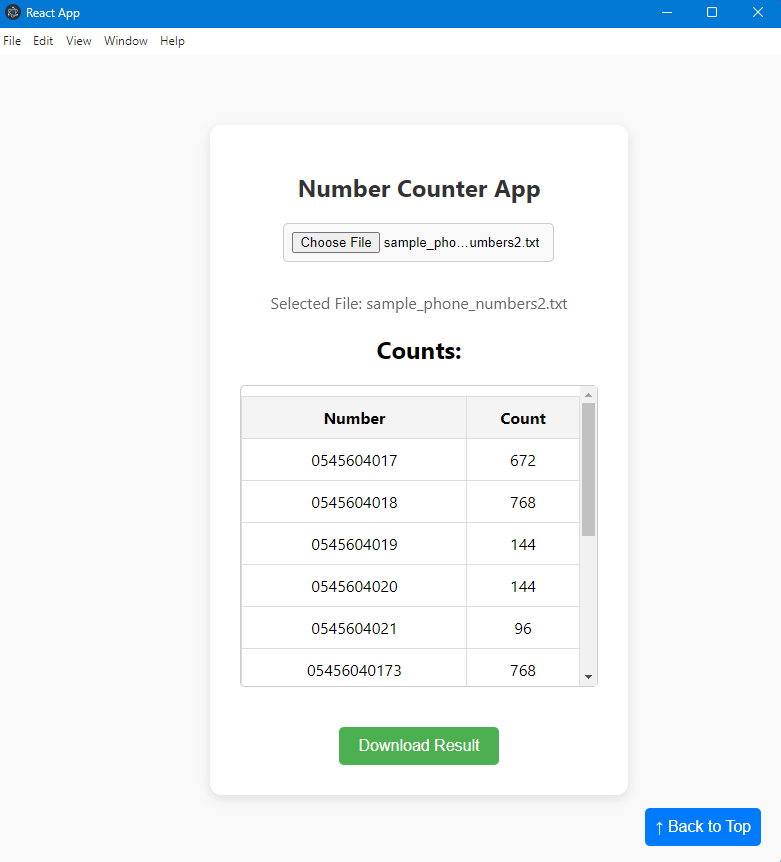 React App
File Edit View Window Help
Number Counter App
Choose File sample_pho...umbers2.txt
Selected File: sample_phone_numbers2.txt
Counts:
Number Count
0545604017 672
0545604018 768
0545604019 144
0545604020 144
0545604021 96
05456040173 768
Download Result
↑ Back to Top